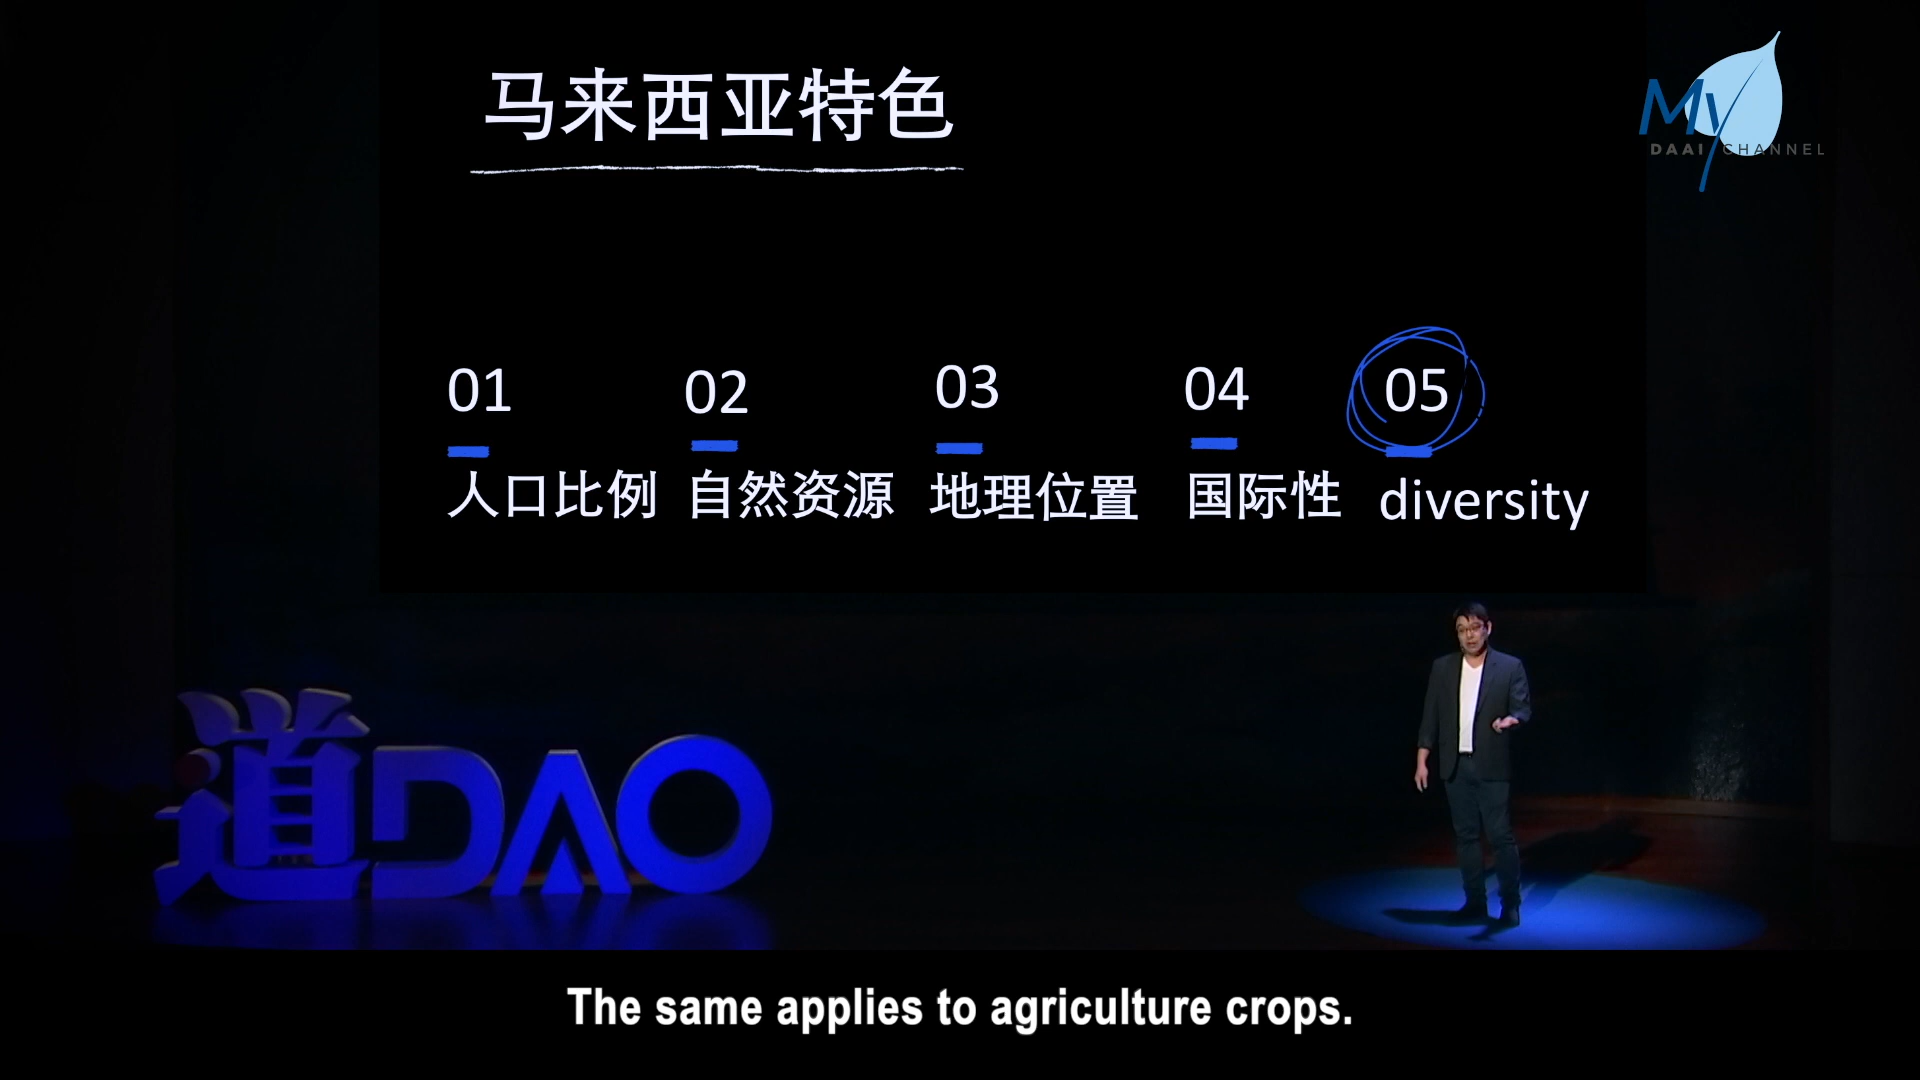 马来西亚特色
My
DAAI CHANNEL
01 02 03 04 05
人口比例 自然资源 地理位置 国际性 diversity
道DAO
The same applies to agriculture crops.